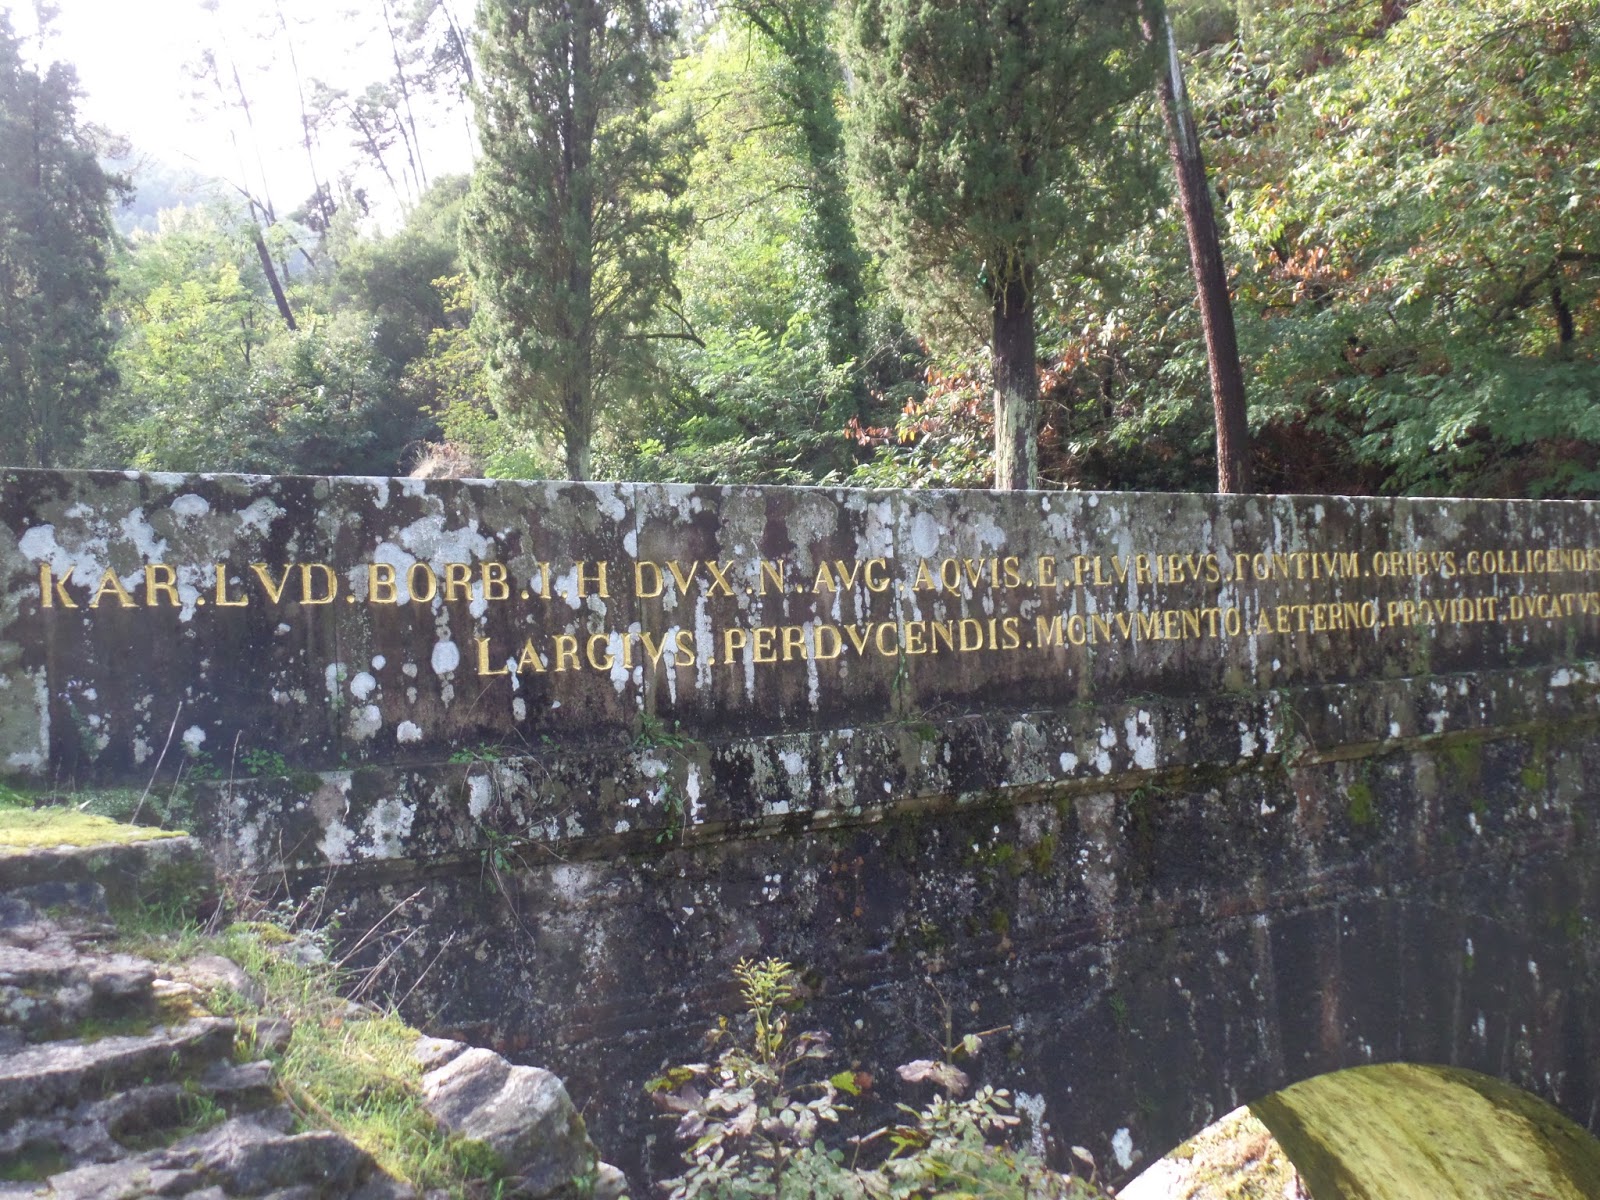 KAR.LVD.BORB.I.H DVX.N.AVG.AQVIS.E.PLVRIBVS.FONTIVM.ORIBVS.COLLIGENDIS
LARGIVS.PERDVCENDIS.MONVMENTO.AETERNO.PROVIDIT.DVCATVS